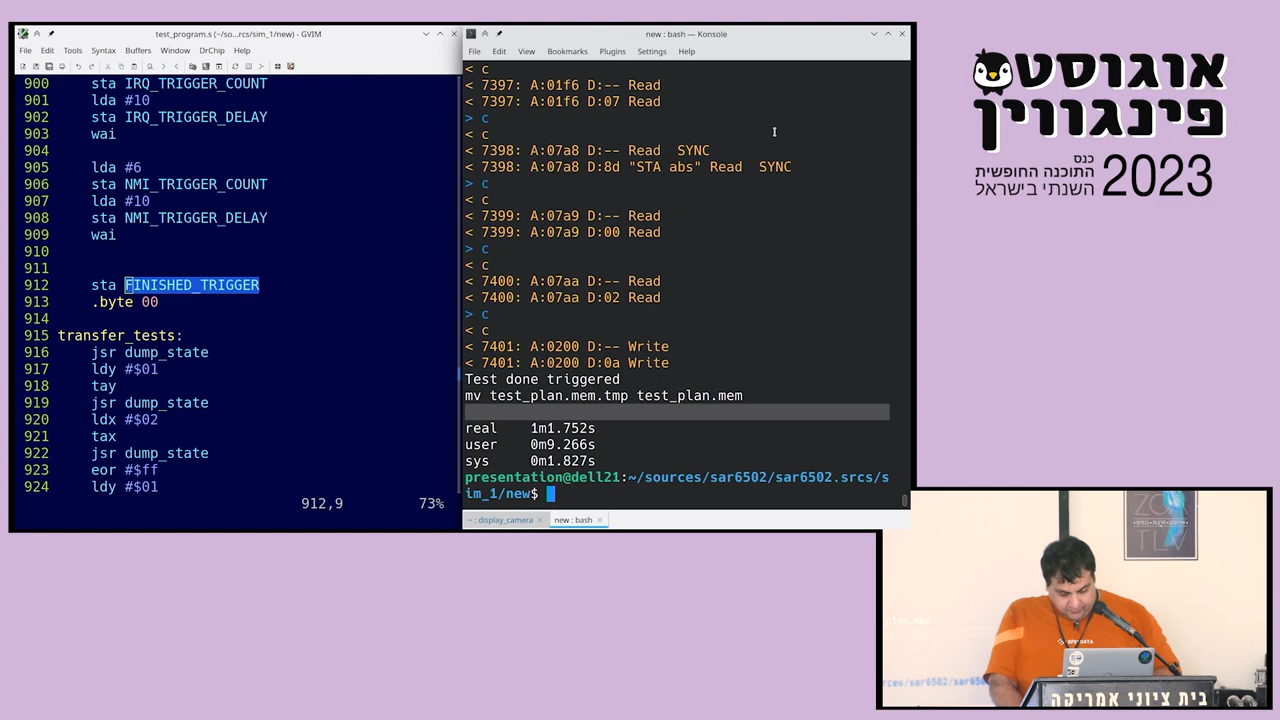 test_program.s (~/so...rcs/sim_1/new) - GVIM
File Edit Tools Syntax Buffers Window DrChip Help
900 sta IRQ_TRIGGER_COUNT
901 lda #10
902 sta IRQ_TRIGGER_DELAY
903 wai
904
905 lda #6
906 sta NMI_TRIGGER_COUNT
907 lda #10
908 sta NMI_TRIGGER_DELAY
909 wai
910
911
912 sta FINISHED_TRIGGER
913 .byte 00
914
915 transfer_tests:
916 jsr dump_state
917 ldy #$01
918 tay
919 jsr dump_state
920 ldx #$02
921 tax
922 jsr dump_state
923 eor #$ff
924 ldy #$01
912,9 73%
new : bash — Konsole
File Edit View Bookmarks Plugins Settings Help
< c
< 7397: A:01f6 D:-- Read
< 7397: A:01f6 D:07 Read
> c
< c
< 7398: A:07a8 D:-- Read  SYNC
< 7398: A:07a8 D:8d "STA abs" Read  SYNC
> c
< c
< 7399: A:07a9 D:-- Read
< 7399: A:07a9 D:00 Read
> c
< c
< 7400: A:07aa D:-- Read
< 7400: A:07aa D:02 Read
> c
< c
< 7401: A:0200 D:-- Write
< 7401: A:0200 D:0a Write
Test done triggered
mv test_plan.mem.tmp test_plan.mem
real 1m1.752s
user 0m9.266s
sys 0m1.827s
presentation@dell21:~/sources/sar6502/sar6502.srcs/s
im_1/new$
~ : display_camera
new : bash
אוגוסט
פינגווין
כנס
התוכנה החופשית
השנתי בישראל
2023
plan.mem
בית ציוני אמריקה